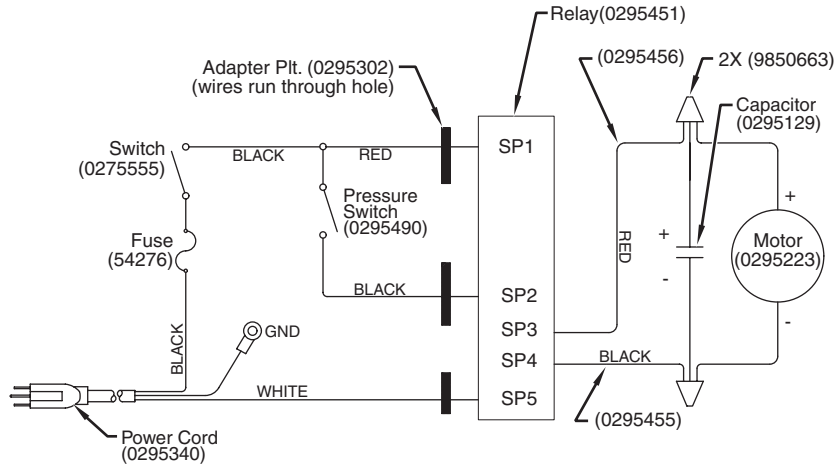 Relay(0295451)
Adapter Plt. (0295302)
(wires run through hole)
(0295456)
2X (9850663)
Capacitor
(0295129)
Switch
(0275555)
BLACK
RED
SP1
Pressure
Switch
(0295490)
+
Fuse
(54276)
RED
+
-
Motor
(0295223)
BLACK
SP2
SP3
-
BLACK
GND
SP4
BLACK
WHITE
SP5
(0295455)
Power Cord
(0295340)